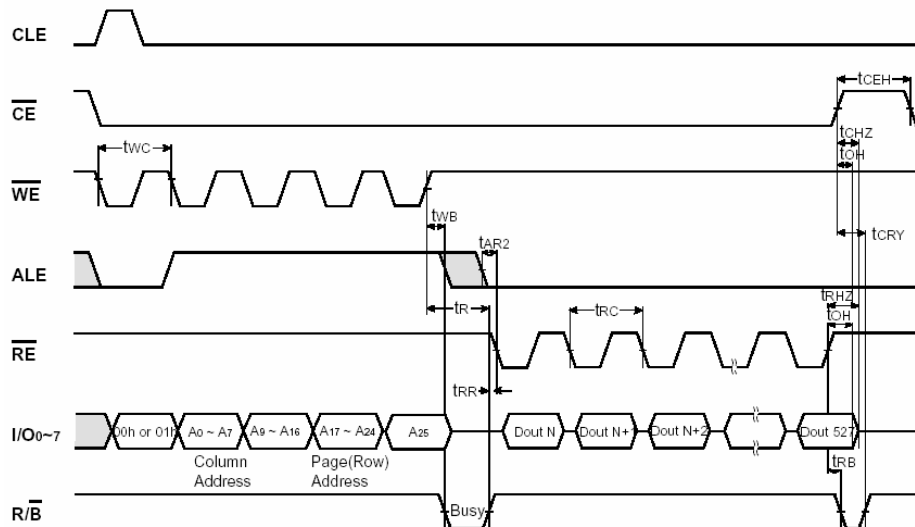 CLE
tCEH
CE
tCHZ
tWC
tOH
WE
tWB
tAR2
tCRY
ALE
tR
tRC
tRHZ
tOH
RE
tRR
I/O0~7
00h or 01h
A0 ~ A7
A9 ~ A16
A17 ~ A24
A25
Dout N
Dout N+1
Dout N+2
Dout 527
Column
Address
Page(Row)
Address
tRB
R/B
Busy